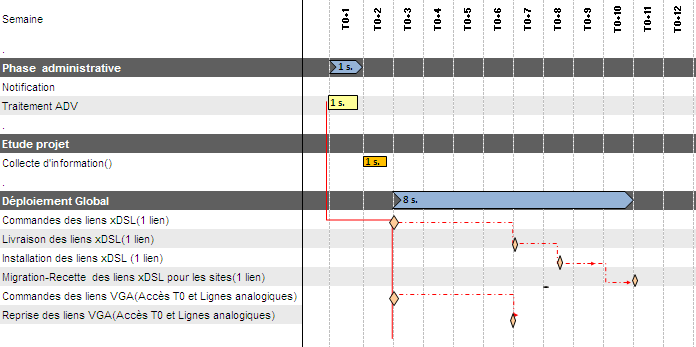 Semaine
T0+1
T0+2
T0+3
T0+4
T0+5
T0+6
T0+7
T0+8
T0+9
T0+10
T0+11
T0+12
.
Phase administrative
1 s.
Notification
Traitement ADV
1 s.
.
Etude projet
Collecte d'information()
1 s.
.
Déploiement Global
8 s.
Commandes des liens xDSL(1 lien)
Livraison des liens xDSL(1 lien)
Installation des liens xDSL (1 lien)
Migration-Recette des liens xDSL pour les sites(1 lien)
Commandes des liens VGA(Accès T0 et Lignes analogiques)
Reprise des liens VGA(Accès T0 et Lignes analogiques)